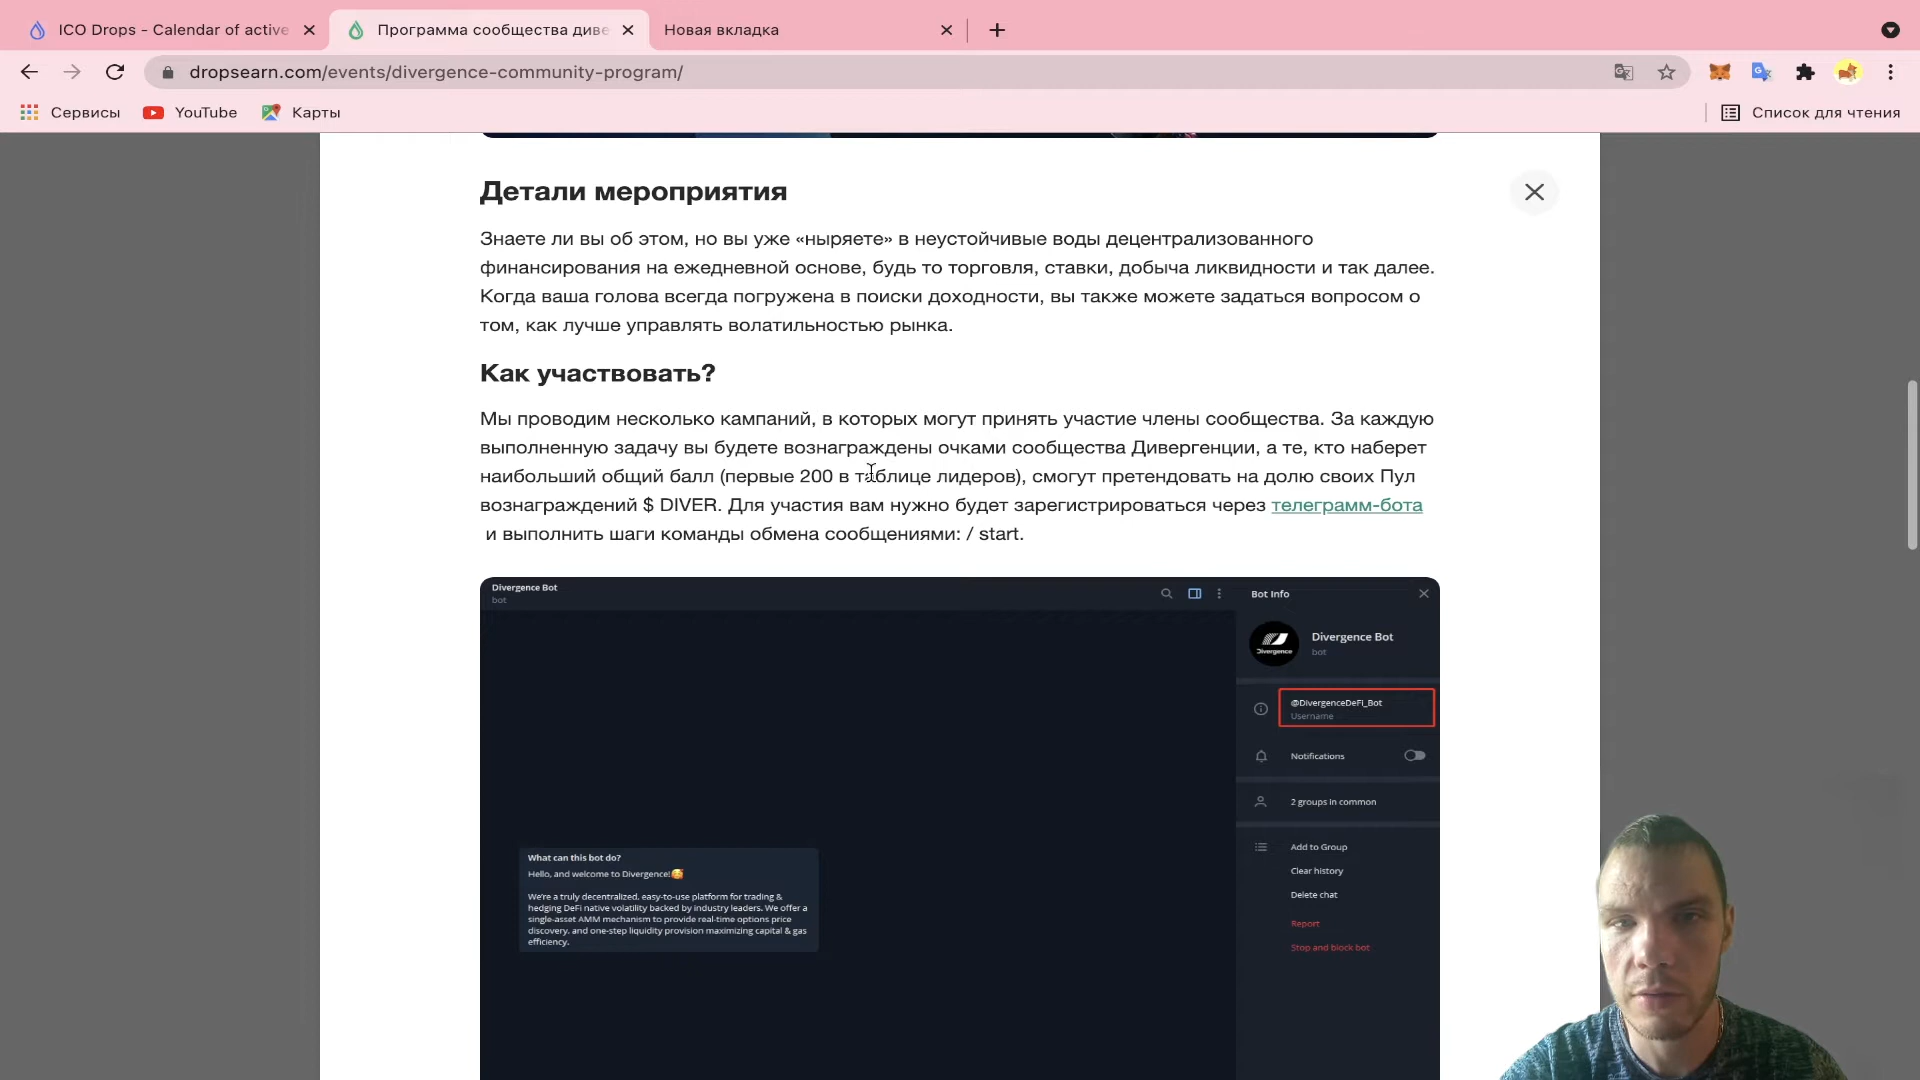 ICO Drops - Calendar of active
Программа сообщества диве
Новая вкладка
dropsearn.com/events/divergence-community-program/
Сервисы
YouTube
Карты
Список для чтения
Детали мероприятия
Знаете ли вы об этом, но вы уже «ныряете» в неустойчивые воды децентрализованного
финансирования на ежедневной основе, будь то торговля, ставки, добыча ликвидности и так далее.
Когда ваша голова всегда погружена в поиски доходности, вы также можете задаться вопросом о
том, как лучше управлять волатильностью рынка.
Как участвовать?
Мы проводим несколько кампаний, в которых могут принять участие члены сообщества. За каждую
выполненную задачу вы будете вознаграждены очками сообщества Дивергенции, а те, кто наберет
наибольший общий балл (первые 200 в таблице лидеров), смогут претендовать на долю своих Пул
вознаграждений $ DIVER. Для участия вам нужно будет зарегистрироваться через телеграмм-бота
и выполнить шаги команды обмена сообщениями: / start.
Divergence Bot
bot
Bot Info
Divergence
Divergence Bot
bot
@DivergenceDeFi_Bot
Username
Notifications
2 groups in common
Add to Group
Clear history
Delete chat
Report
Stop and block bot
What can this bot do?
Hello, and welcome to Divergence!🥰
We're a truly decentralized, easy-to-use platform for trading &
hedging DeFi native volatility backed by industry leaders. We offer a
single-asset AMM mechanism to provide real-time options price
discovery, and one-step liquidity provision maximizing capital & gas
efficiency.